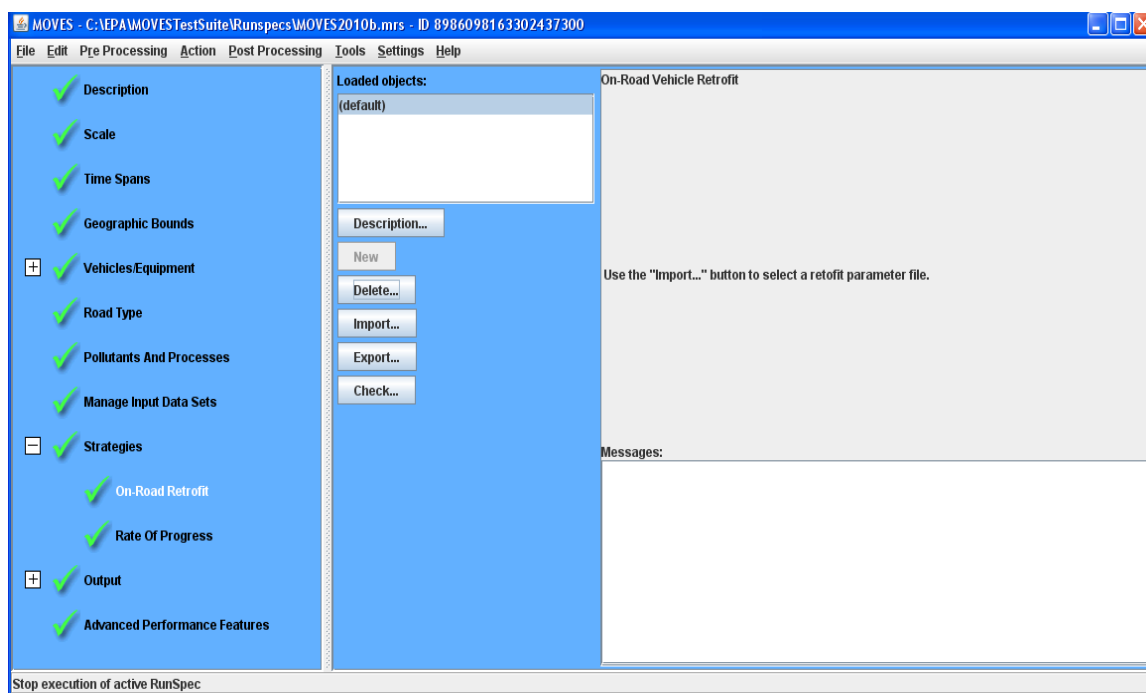 MOVES - C:\EPA\MOVESTestSuite\Runspecs\MOVES2010b.mrs - ID 8986098163302437300
File Edit Pre Processing Action Post Processing Tools Settings Help
Description
Scale
Time Spans
Geographic Bounds
Vehicles/Equipment
Road Type
Pollutants And Processes
Manage Input Data Sets
Strategies
On-Road Retrofit
Rate Of Progress
Output
Advanced Performance Features
Loaded objects:
(default)
Description...
New
Delete...
Import...
Export...
Check...
On-Road Vehicle Retrofit
Use the "Import..." button to select a retofit parameter file.
Messages:
Stop execution of active RunSpec